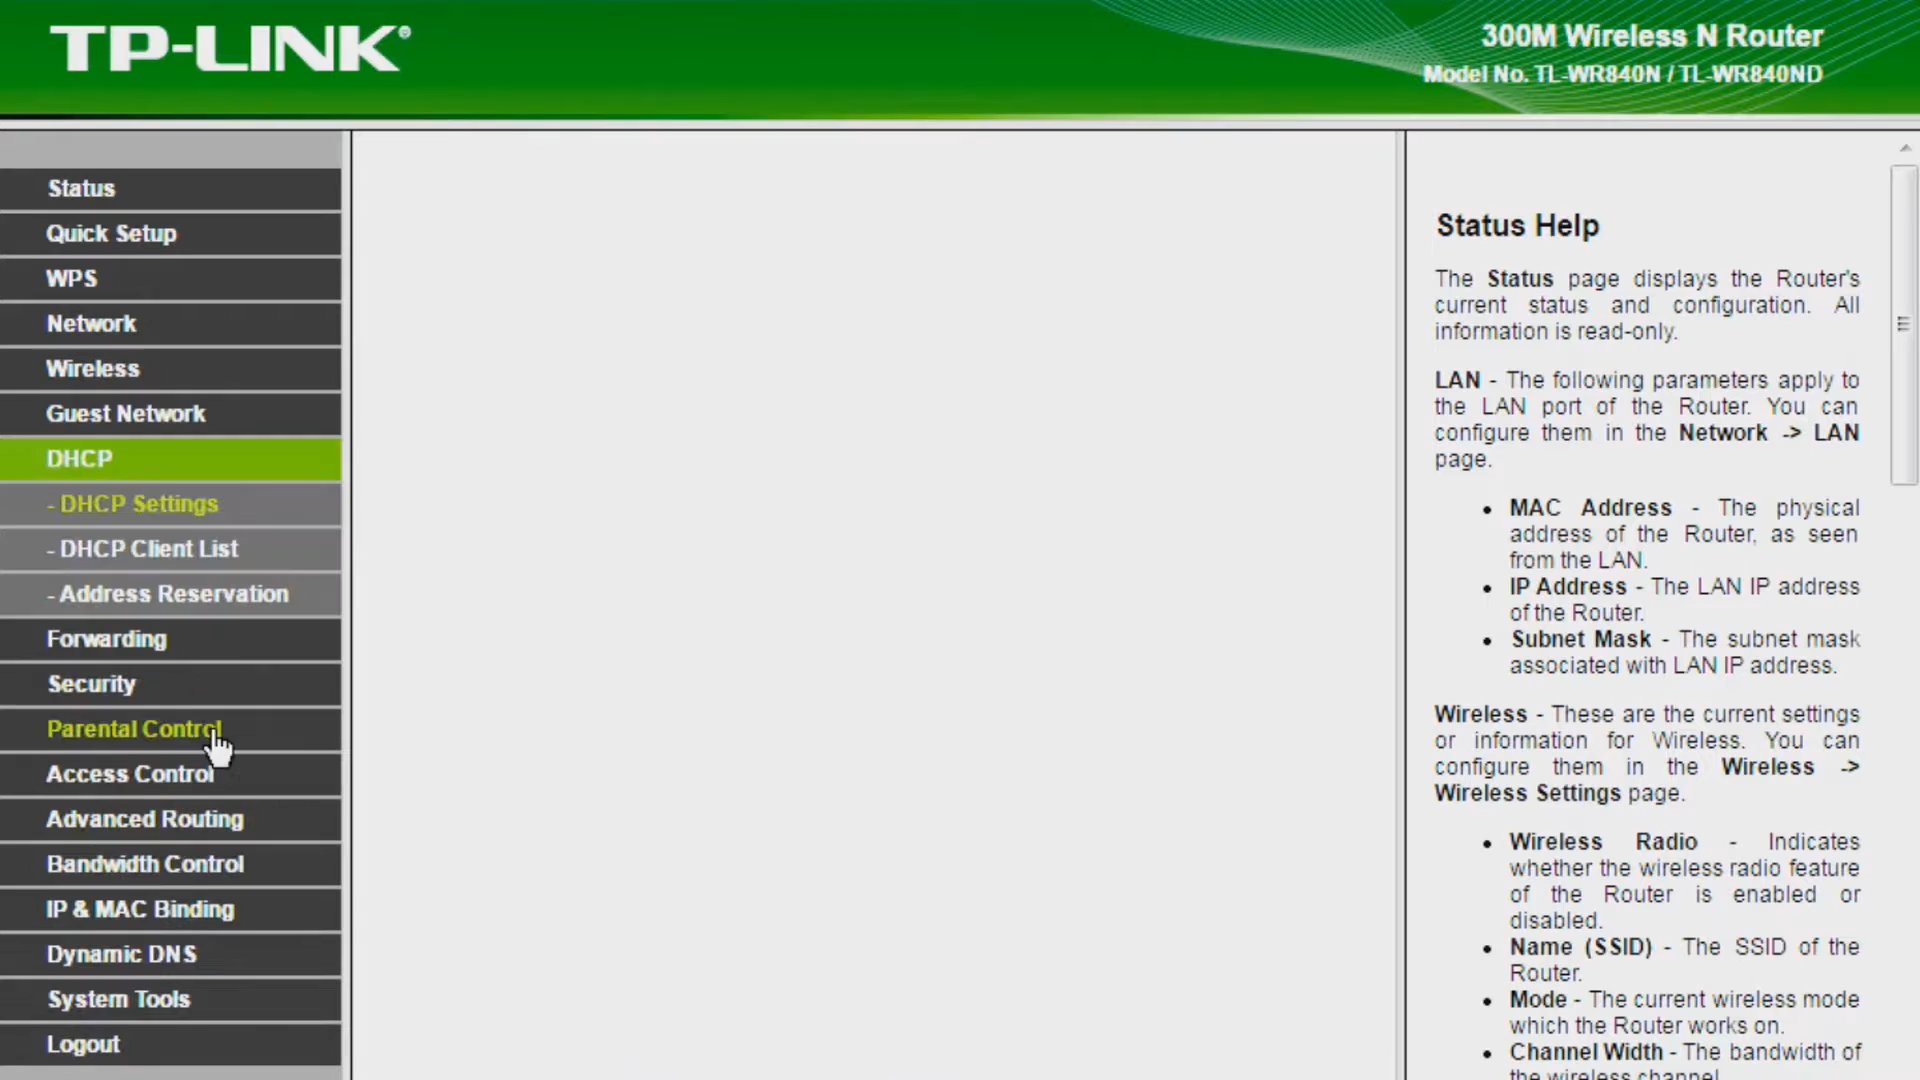 TP-LINK®
300M Wireless N Router
Model No. TL-WR840N / TL-WR840ND
Status
Quick Setup
WPS
Network
Wireless
Guest Network
DHCP
- DHCP Settings
- DHCP Client List
- Address Reservation
Forwarding
Security
Parental Control
Access Control
Advanced Routing
Bandwidth Control
IP & MAC Binding
Dynamic DNS
System Tools
Logout
Status Help
The Status page displays the Router's
current status and configuration. All
information is read-only.
LAN - The following parameters apply to
the LAN port of the Router. You can
configure them in the Network -> LAN
page.
• MAC Address - The physical
address of the Router, as seen
from the LAN.
• IP Address - The LAN IP address
of the Router.
• Subnet Mask - The subnet mask
associated with LAN IP address.
Wireless - These are the current settings
or information for Wireless. You can
configure them in the Wireless ->
Wireless Settings page.
• Wireless Radio - Indicates
whether the wireless radio feature
of the Router is enabled or
disabled.
• Name (SSID) - The SSID of the
Router.
• Mode - The current wireless mode
which the Router works on.
• Channel Width - The bandwidth of
the wireless channel